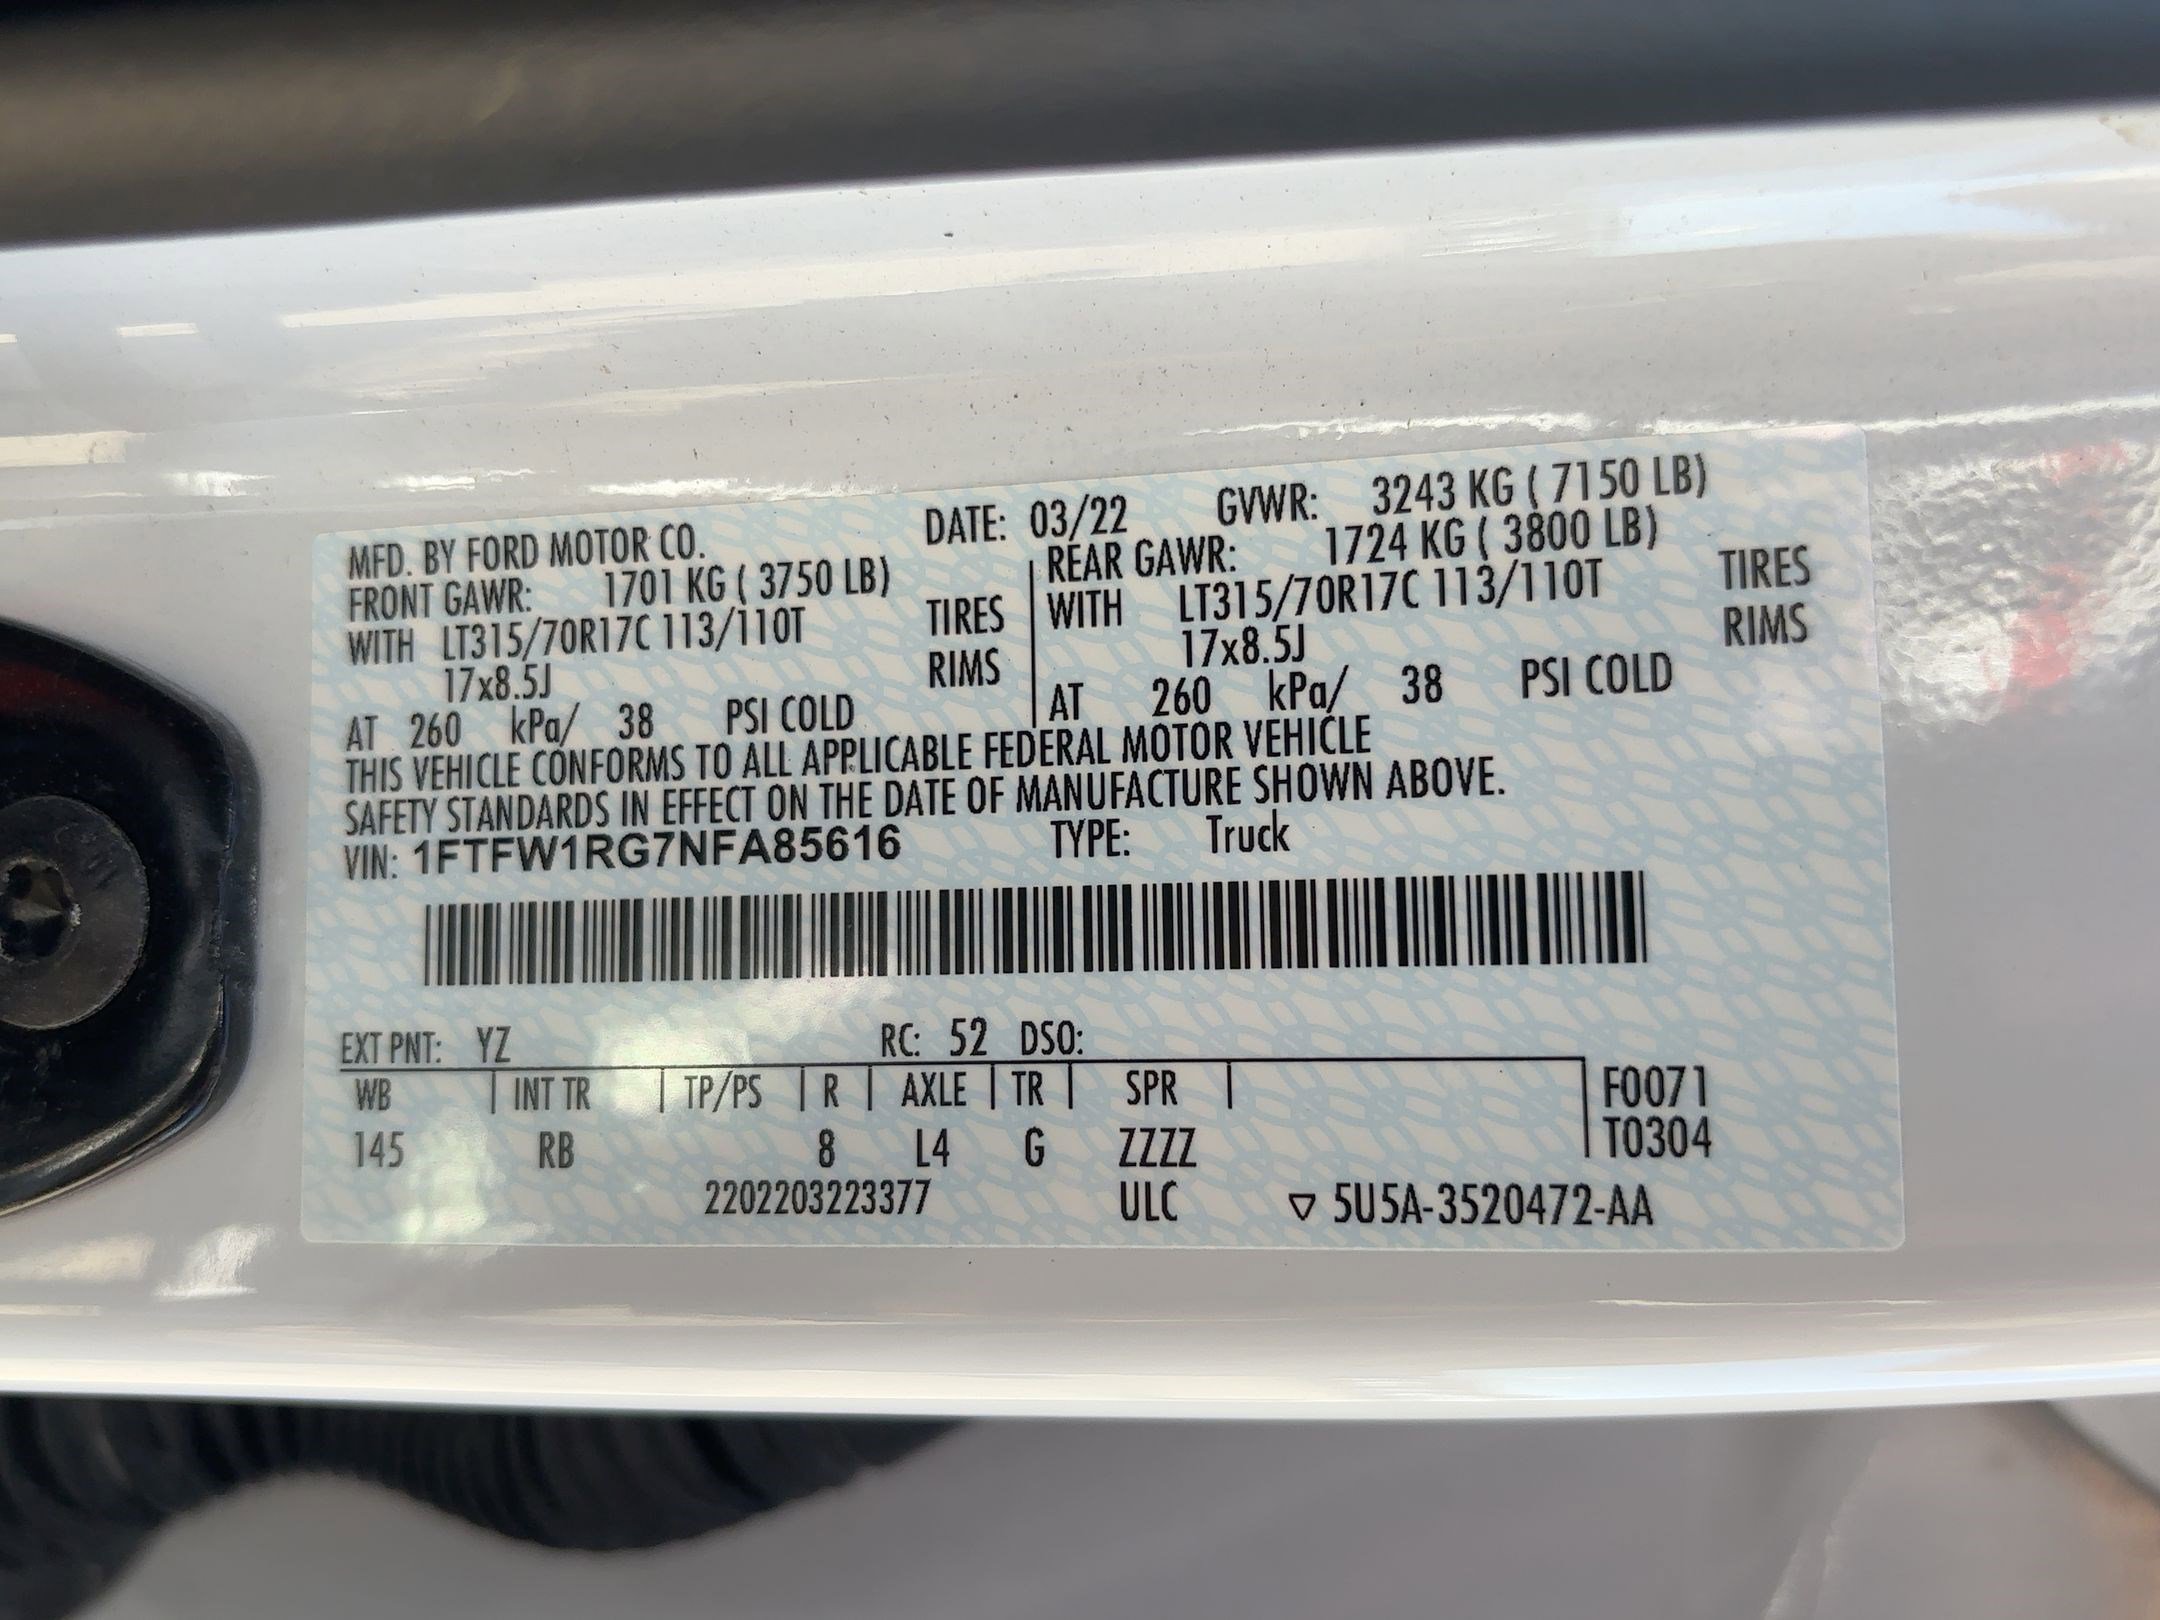 MFD. BY FORD MOTOR CO. DATE: 03/22 GVWR: 3243 KG ( 7150 LB)
FRONT GAWR: 1701 KG ( 3750 LB) REAR GAWR: 1724 KG ( 3800 LB)
WITH LT315/70R17C 113/110T TIRES WITH LT315/70R17C 113/110T TIRES
17x8.5J RIMS 17x8.5J RIMS
AT 260 kPa/ 38 PSI COLD AT 260 kPa/ 38 PSI COLD
THIS VEHICLE CONFORMS TO ALL APPLICABLE FEDERAL MOTOR VEHICLE
SAFETY STANDARDS IN EFFECT ON THE DATE OF MANUFACTURE SHOWN ABOVE.
VIN: 1FTFW1RG7NFA85616 TYPE: Truck
EXT PNT: YZ RC: 52 DSO:
WB | INT TR | TP/PS | R | AXLE | TR | SPR | F0071
145 RB 8 L4 G ZZZZ T0304
2202203223377 ULC ▽ 5U5A-3520472-AA